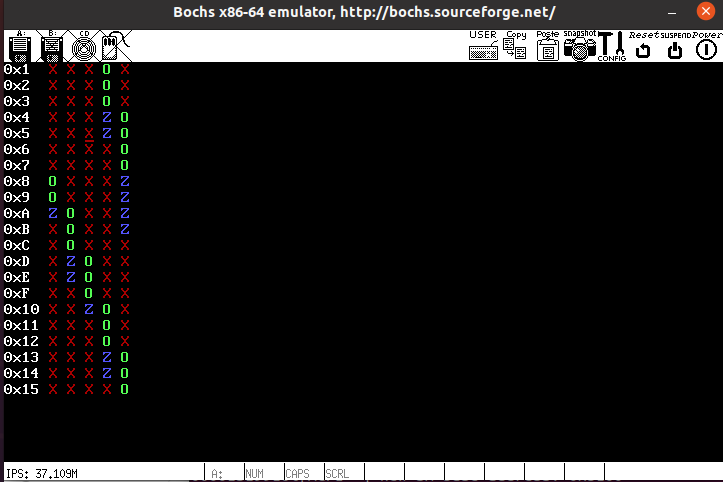 Bochs x86-64 emulator, http://bochs.sourceforge.net/
A: B: CD USER Copy Paste snapshot CONFIG Reset SUSPEND Power
0x1 X X X O X
0x2 X X X O X
0x3 X X X O X
0x4 X X X Z O
0x5 X X X Z O
0x6 X X X X O
0x7 X X X X O
0x8 O X X X Z
0x9 O X X X Z
0xA Z O X X Z
0xB X O X X Z
0xC X O X X X
0xD X Z O X X
0xE X Z O X X
0xF X X O X X
0x10 X X Z O X
0x11 X X X O X
0x12 X X X O X
0x13 X X X Z O
0x14 X X X Z O
0x15 X X X X O
IPS: 37.109M A: NUM CAPS SCRL